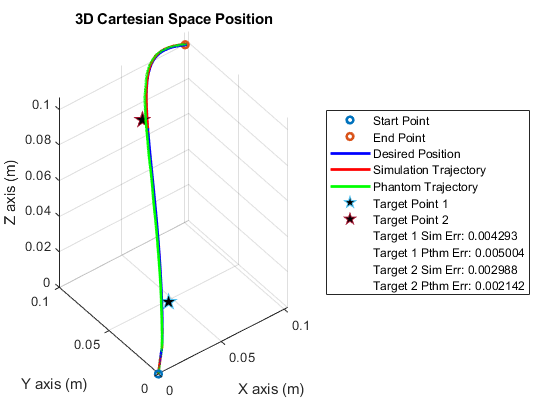 3D Cartesian Space Position
0.1
0.08
0.06
0.04
0.02
0
0.1
0.05
0
0
0.05
0.1
Z axis (m)
Y axis (m)
X axis (m)
Start Point
End Point
Desired Position
Simulation Trajectory
Phantom Trajectory
Target Point 1
Target Point 2
Target 1 Sim Err: 0.004293
Target 1 Pthm Err: 0.005004
Target 2 Sim Err: 0.002988
Target 2 Pthm Err: 0.002142